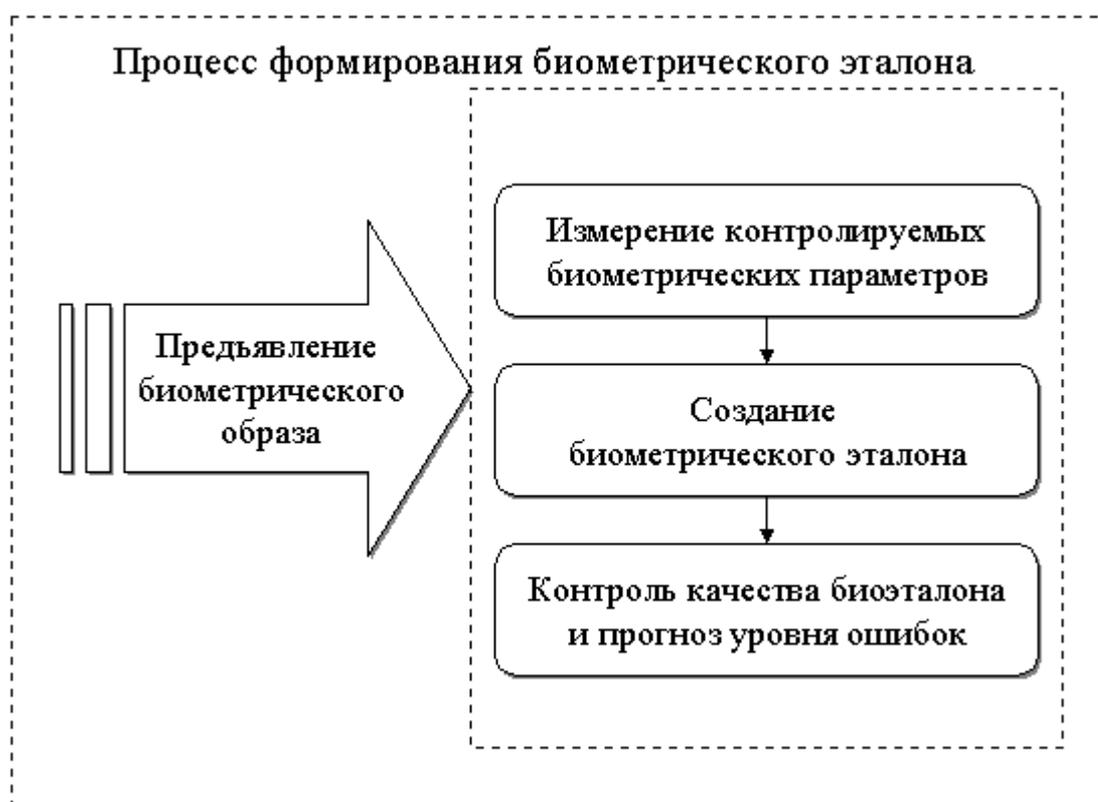 Процесс формирования биометрического эталона
Предъявление
биометрического
образа
Измерение контролируемых
биометрических параметров
Создание
биометрического эталона
Контроль качества биоэталона
и прогноз уровня ошибок